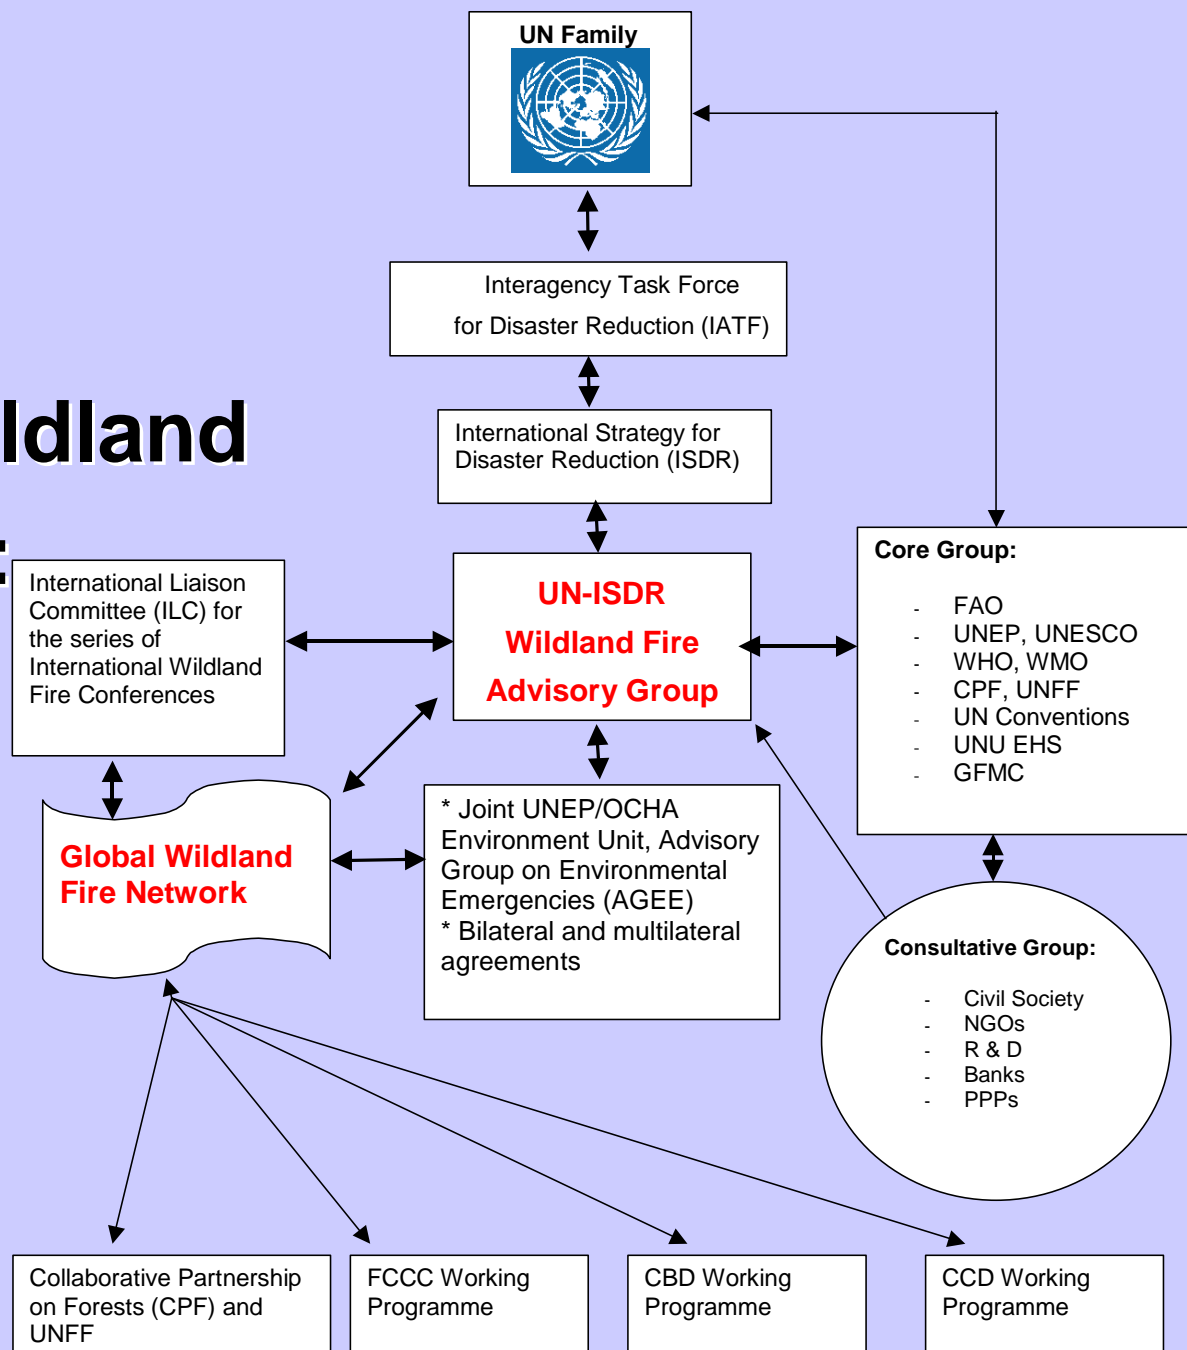 UN Family
Interagency Task Force
for Disaster Reduction (IATF)
International Strategy for
Disaster Reduction (ISDR)
ldland
International Liaison
Committee (ILC) for
the series of
International Wildland
Fire Conferences
UN-ISDR
Wildland Fire
Advisory Group
Core Group:
- FAO
- UNEP, UNESCO
- WHO, WMO
- CPF, UNFF
- UN Conventions
- UNU EHS
- GFMC
Global Wildland
Fire Network
* Joint UNEP/OCHA
Environment Unit, Advisory
Group on Environmental
Emergencies (AGEE)
* Bilateral and multilateral
agreements
Consultative Group:
- Civil Society
- NGOs
- R & D
- Banks
- PPPs
Collaborative Partnership
on Forests (CPF) and
UNFF
FCCC Working
Programme
CBD Working
Programme
CCD Working
Programme